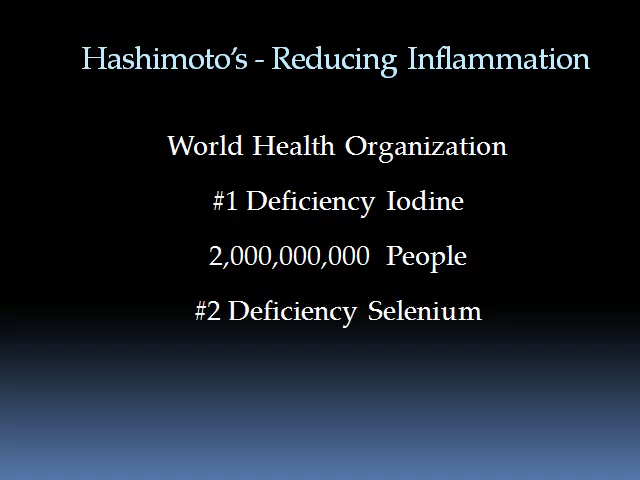 Hashimoto’s - Reducing Inflammation
World Health Organization
#1 Deficiency Iodine
2,000,000,000 People
#2 Deficiency Selenium